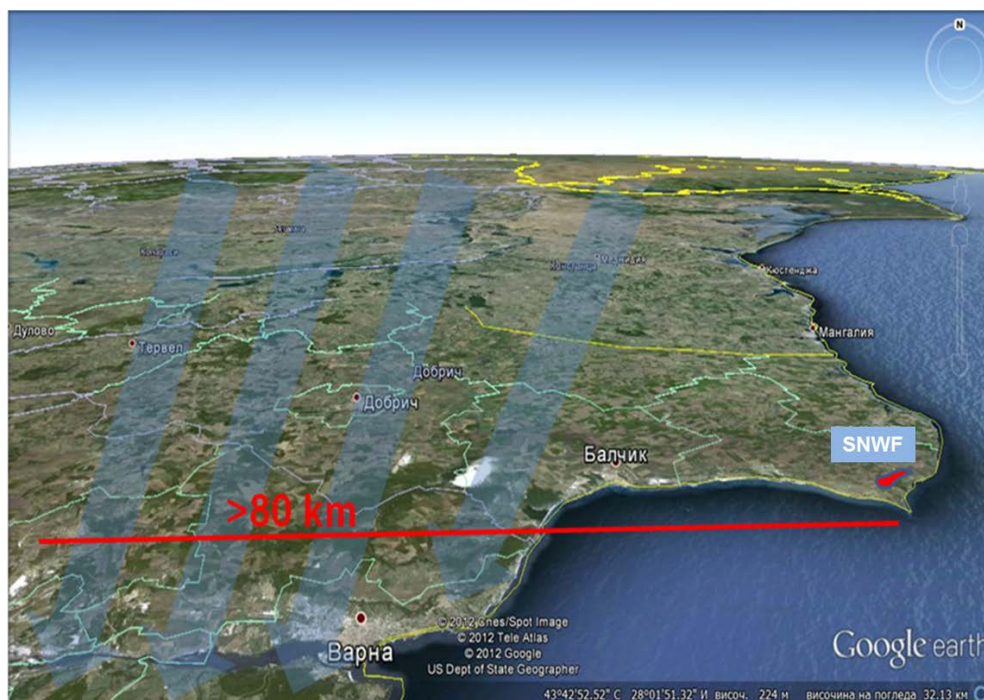 N
Кюстенджа
Мангалия
Дулово
Тервел
Добрич
Добрич
SNWF
Балчик
>80 km
© 2012 Cnes/Spot Image
© 2012 Tele Atlas
© 2012 Google
US Dept of State Geographer
Варна
Google earth
43°42'52.52" С 28°01'51.32" И височ. 224 м височина на погледа 32.13 км